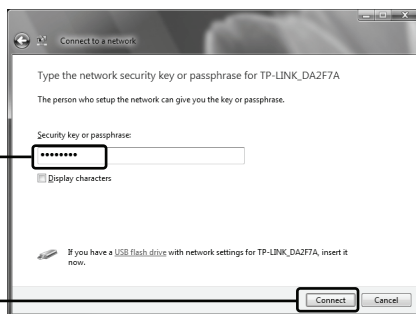 Connect to a network
Type the network security key or passphrase for TP-LINK_DA2F7A
The person who setup the network can give you the key or passphrase.
Security key or passphrase:
••••••••
Display characters
If you have a USB flash drive with network settings for TP-LINK_DA2F7A, insert it
now.
Connect Cancel